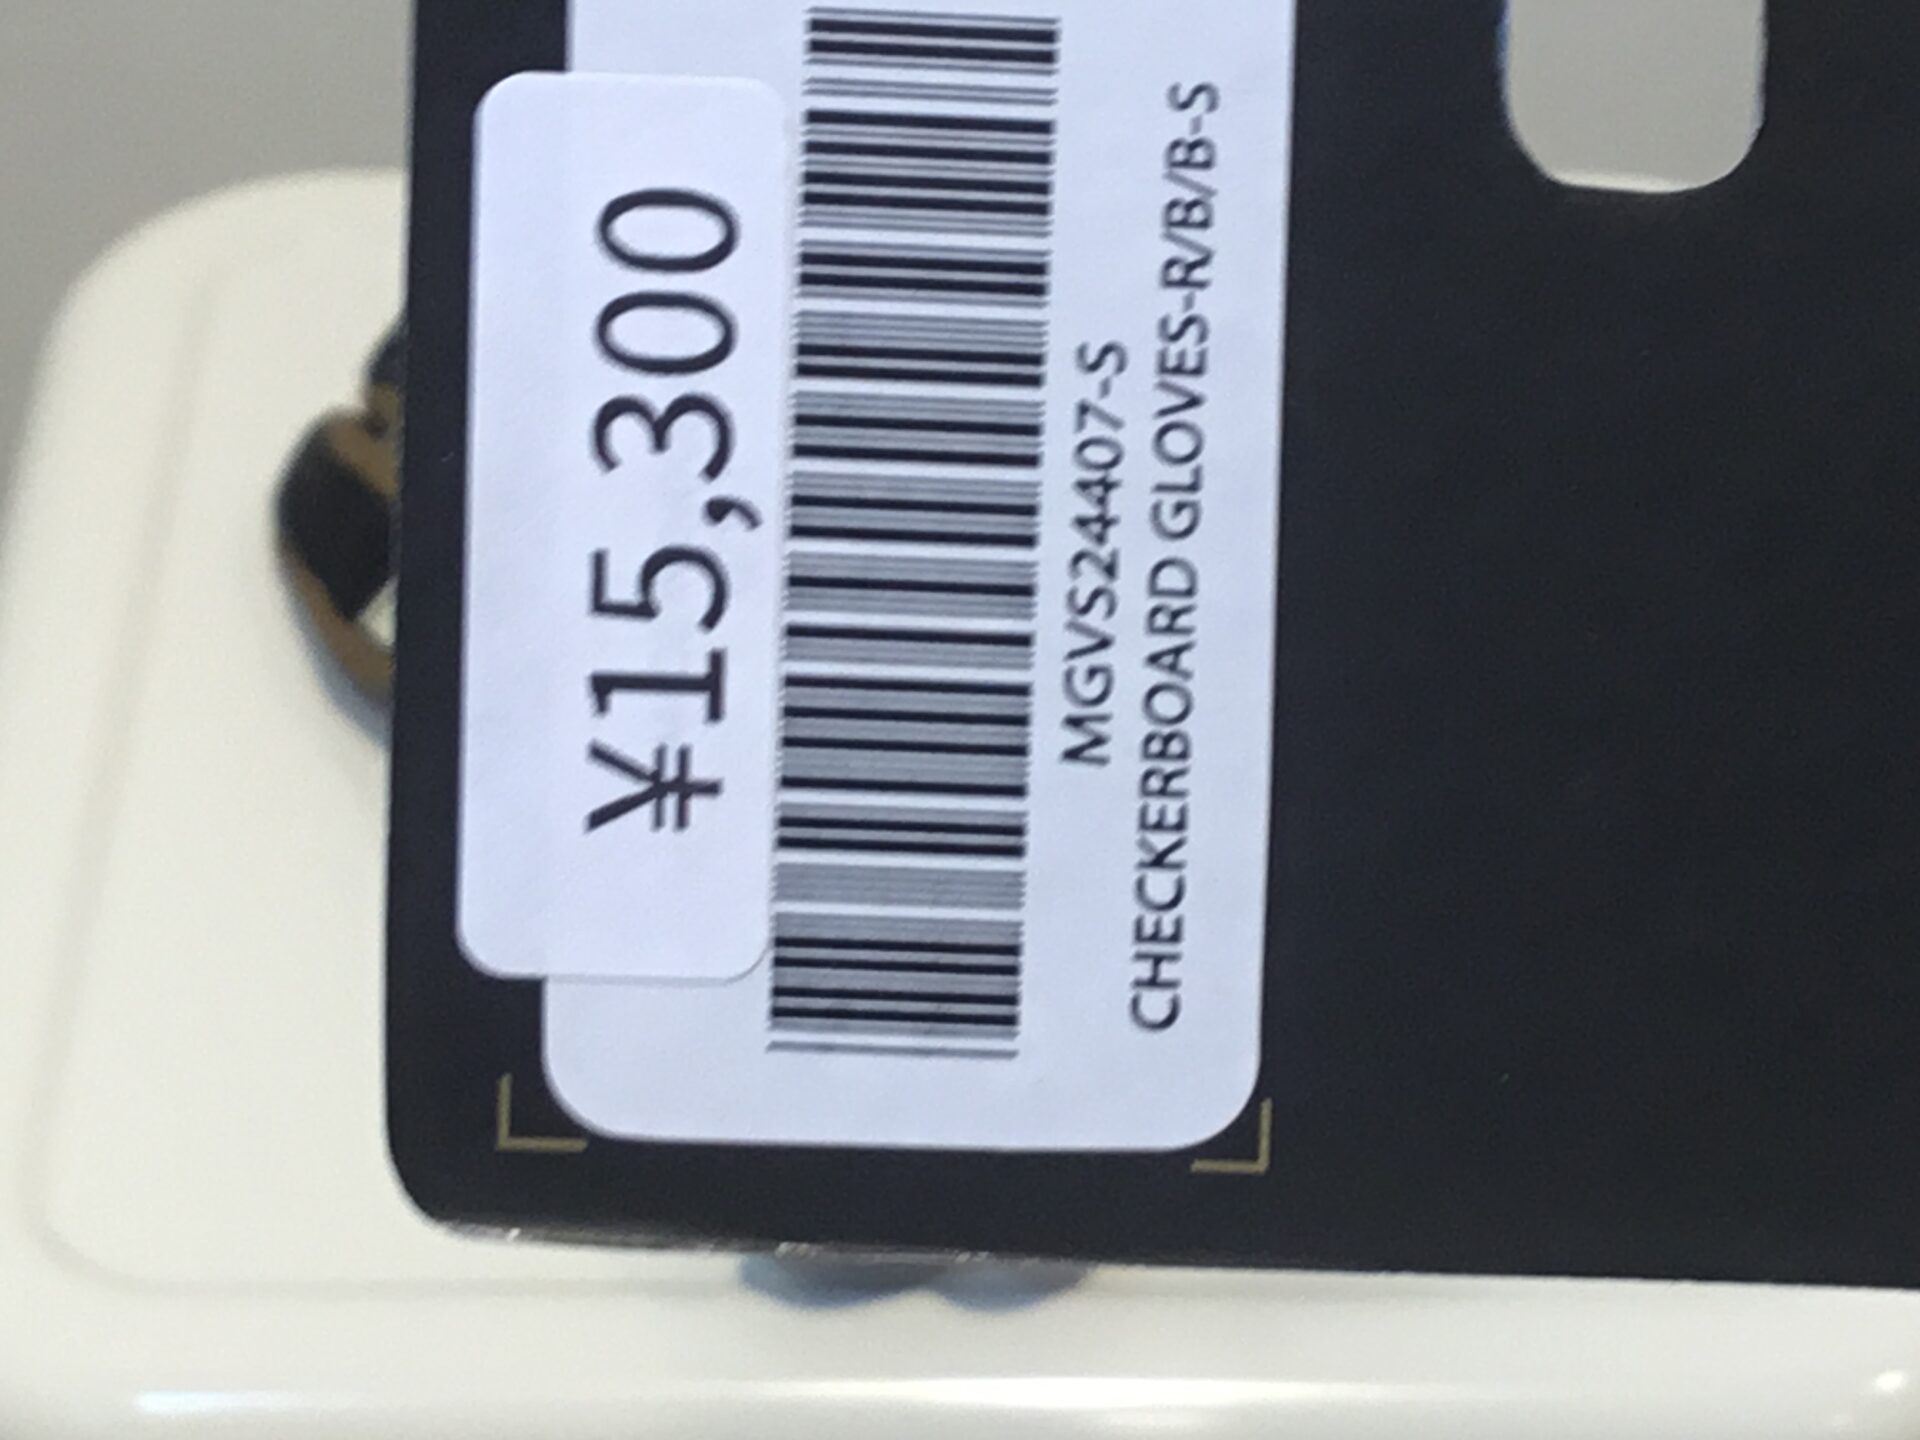 ¥15,300
MGVS24407-S
CHECKERBOARD GLOVES-R/B/B-S